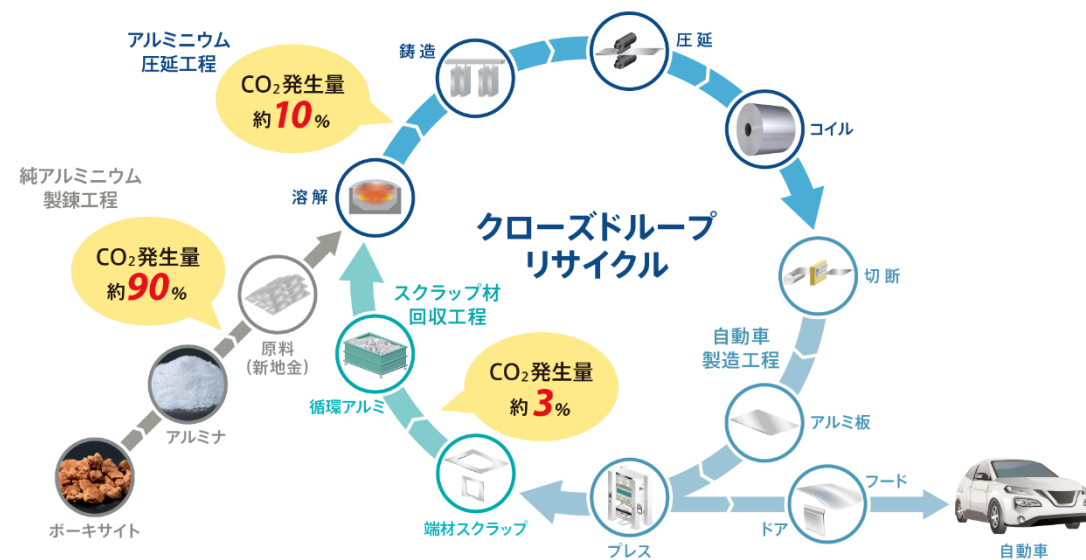 アルミニウム
圧延工程
CO₂発生量
約10%
鋳造
圧延
コイル
溶解
純アルミニウム
製錬工程
CO₂発生量
約90%
クローズドループ
リサイクル
切断
スクラップ材
回収工程
自動車
製造工程
原料
(新地金)
CO₂発生量
約3%
循環アルミ
アルミナ
アルミ板
ボーキサイト
端材スクラップ
プレス
ドア
フード
自動車